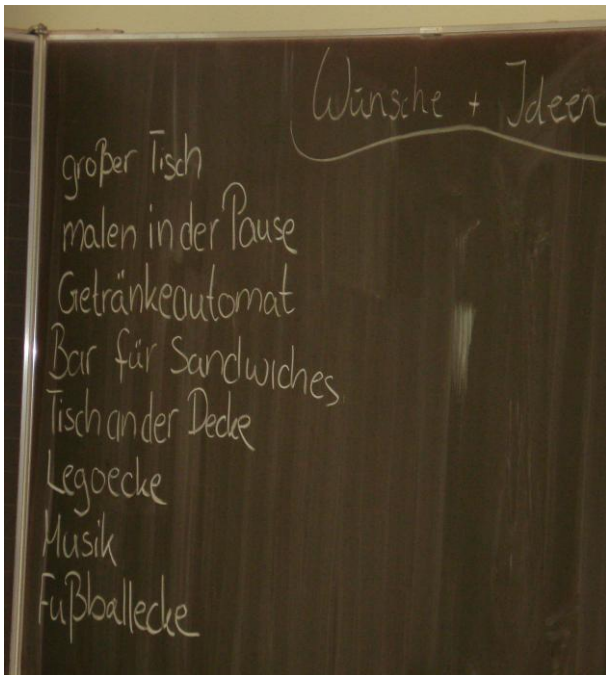 Wünsche + Ideen
großer Tisch
malen in der Pause
Getränkeautomat
Bar für Sandwiches
Tisch an der Decke
Legoecke
Musik
Fußballecke